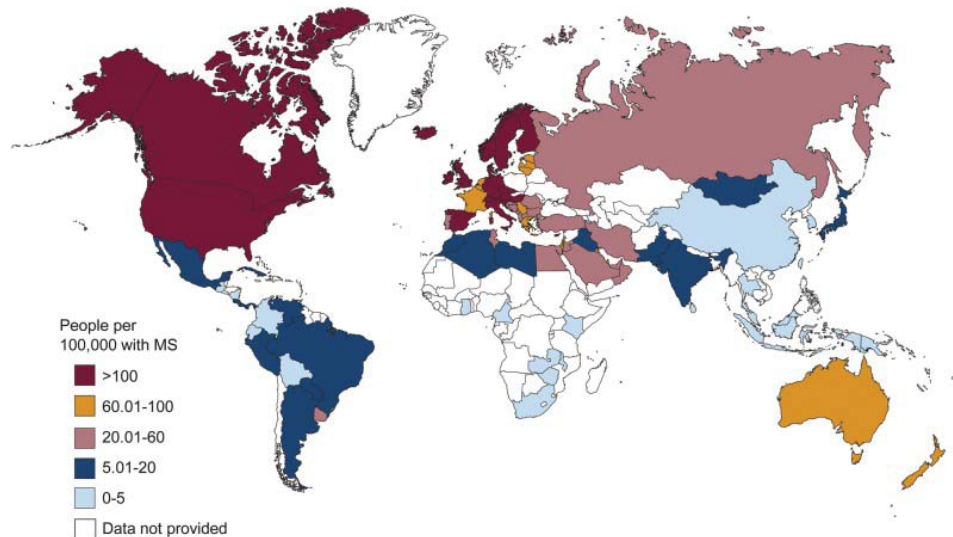 People per
100,000 with MS
>100
60.01-100
20.01-60
5.01-20
0-5
Data not provided